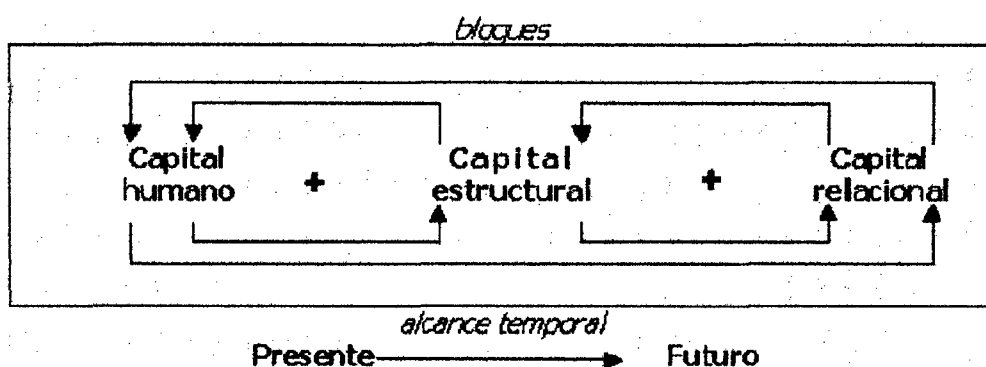 bloques
Capital + Capital + Capital
humano estructural relacional
alcance temporal
Presente Futuro